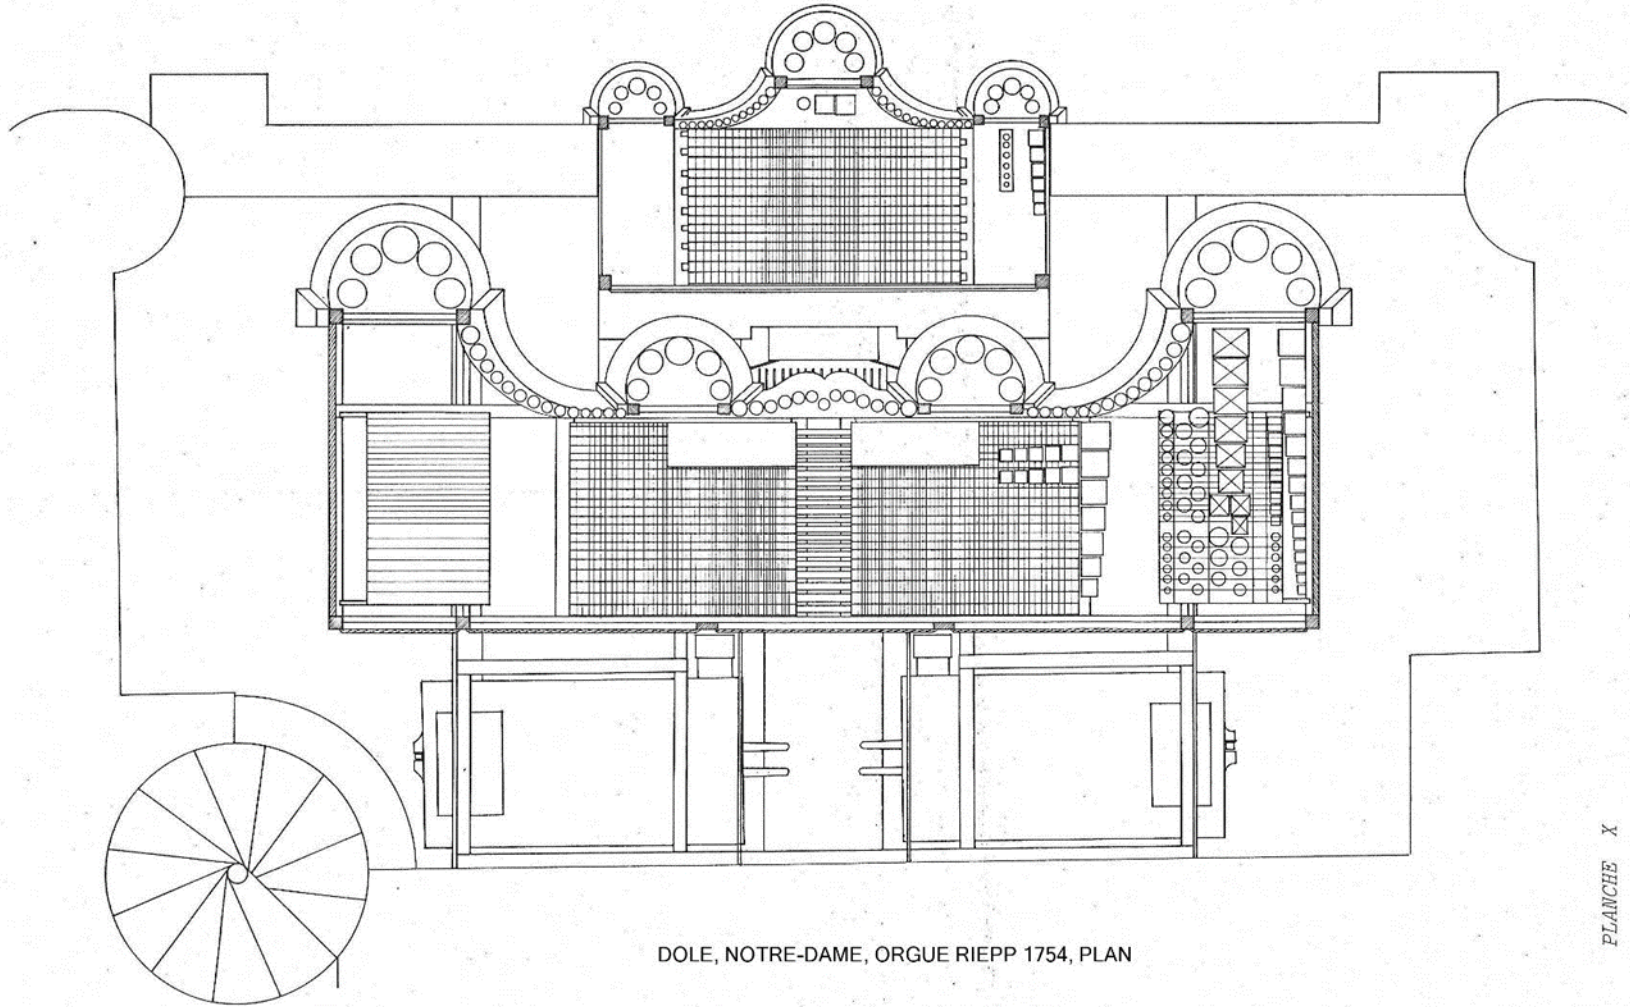 DOLE, NOTRE-DAME, ORGUE RIEPP 1754, PLAN
PLANCHE X